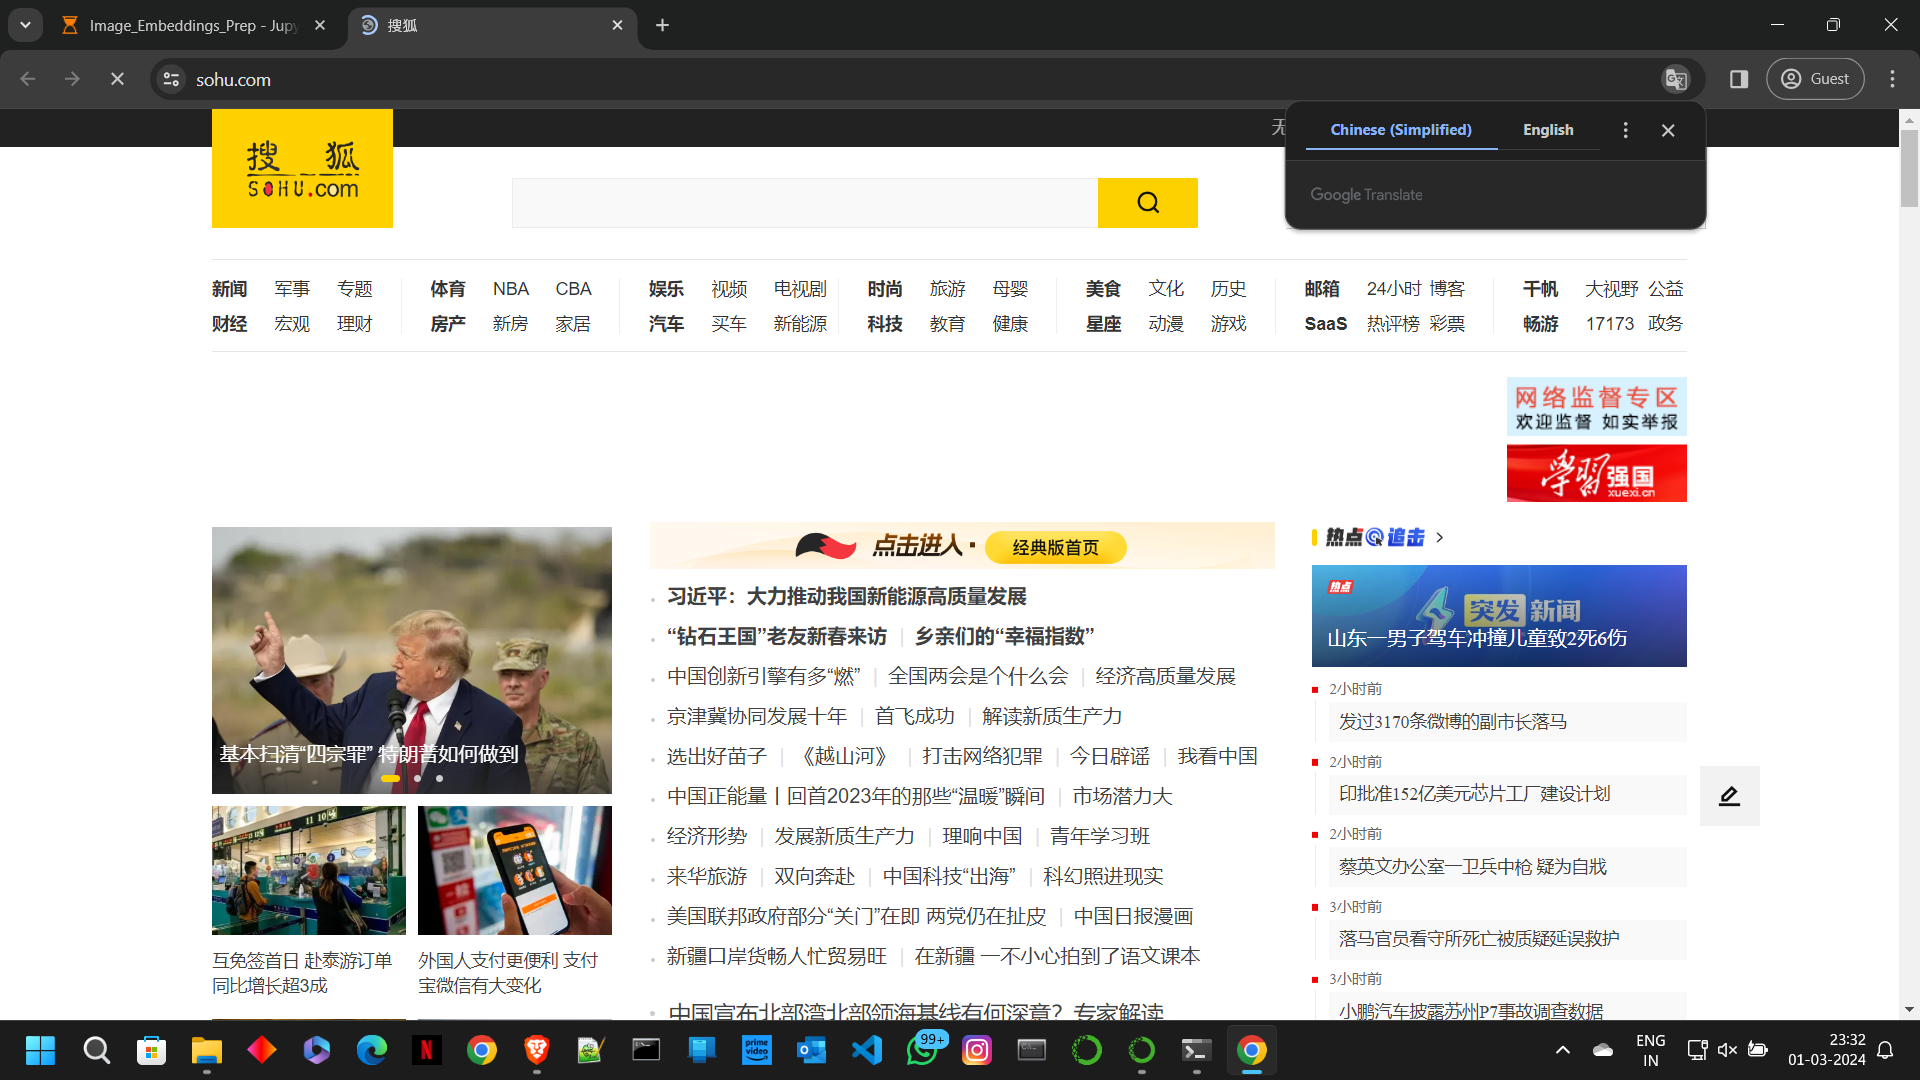 Image_Embeddings_Prep - Jupy
搜狐
sohu.com
Guest
Chinese (Simplified) English
Google Translate
无
搜 狐
SOHU.com
新闻 军事 专题 体育 NBA CBA 娱乐 视频 电视剧 时尚 旅游 母婴 美食 文化 历史 邮箱 24小时 博客 千帆 大视野 公益
财经 宏观 理财 房产 新房 家居 汽车 买车 新能源 科技 教育 健康 星座 动漫 游戏 SaaS 热评榜 彩票 畅游 17173 政务
网络监督专区
欢迎监督 如实举报
学习强国
xuexi.cn
基本扫清“四宗罪” 特朗普如何做到
互免签首日 赴泰游订单
同比增长超3成
外国人支付更便利 支付
宝微信有大变化
点击进入· 经典版首页
习近平：大力推动我国新能源高质量发展
“钻石王国”老友新春来访 | 乡亲们的“幸福指数”
中国创新引擎有多“燃” | 全国两会是个什么会 | 经济高质量发展
京津冀协同发展十年 | 首飞成功 | 解读新质生产力
选出好苗子 | 《越山河》 | 打击网络犯罪 | 今日辟谣 | 我看中国
中国正能量丨回首2023年的那些“温暖”瞬间 | 市场潜力大
经济形势 | 发展新质生产力 | 理响中国 | 青年学习班
来华旅游 | 双向奔赴 | 中国科技“出海” | 科幻照进现实
美国联邦政府部分“关门”在即 两党仍在扯皮 | 中国日报漫画
新疆口岸货畅人忙贸易旺 | 在新疆 一不小心拍到了语文课本
中国宣布北部湾北部领海基线有何深意？专家解读
热点追击
热点
突发新闻
山东一男子驾车冲撞儿童致2死6伤
2小时前
发过3170条微博的副市长落马
2小时前
印批准152亿美元芯片工厂建设计划
2小时前
蔡英文办公室一卫兵中枪 疑为自戕
3小时前
落马官员看守所死亡被质疑延误救护
3小时前
小鹏汽车披露苏州P7事故调查数据
prime
video
99+
ENG
IN
23:32
01-03-2024